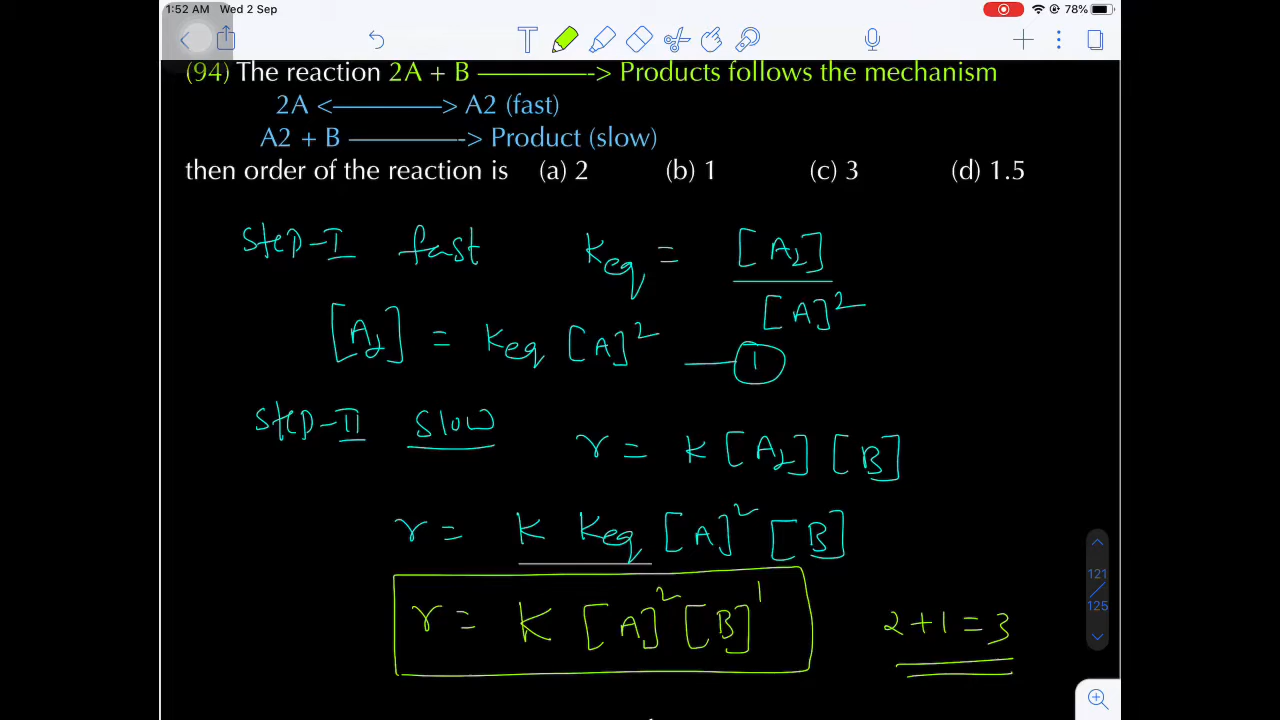 1:52 AM Wed 2 Sep 78%
T
(94) The reaction 2A + B ————-> Products follows the mechanism
2A <————> A2 (fast)
A2 + B ————-> Product (slow)
then order of the reaction is (a) 2 (b) 1 (c) 3 (d) 1.5
Step-I fast Keq = [A₂] / [A]²
[A₂] = Keq [A]² — ①
Step-II Slow r = K [A₂] [B]
r = K Keq [A]² [B]
r = K [A]² [B]¹ 2+1=3
121
125